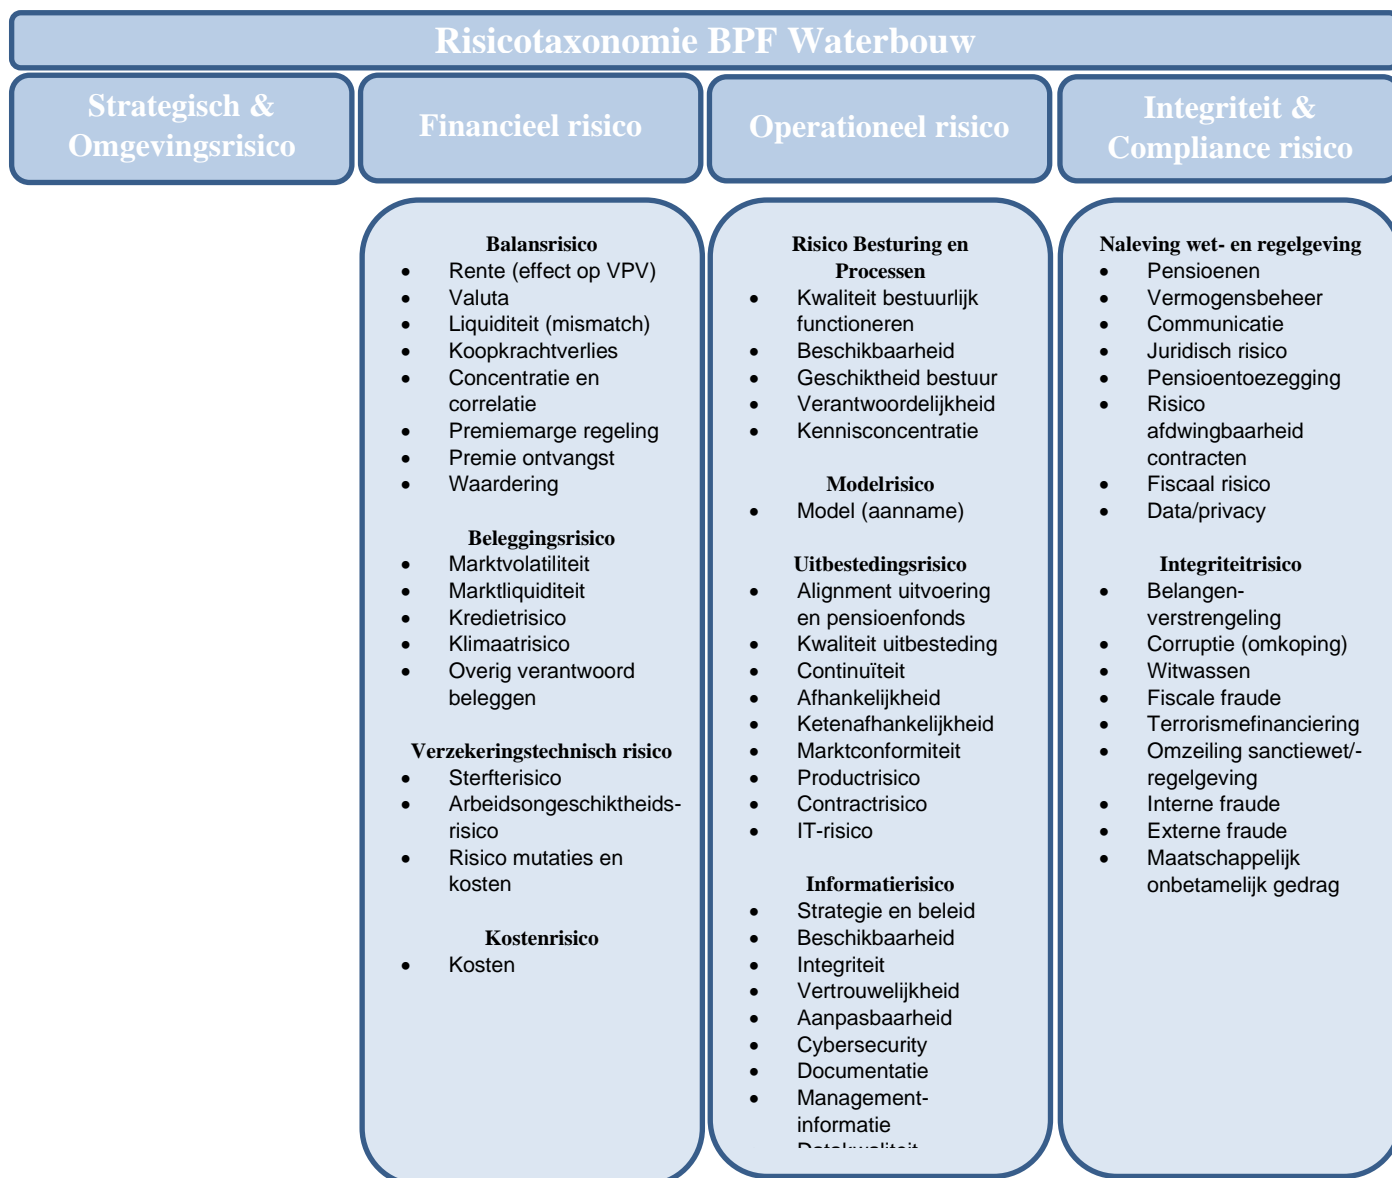 Risicotaxonomie BPF Waterbouw
Strategisch &
Omgevingsrisico
Financieel risico
Operationeel risico
Integriteit &
Compliance risico
Balansrisico
• Rente (effect op VPV)
• Valuta
• Liquiditeit (mismatch)
• Koopkrachtverlies
• Concentratie en
correlatie
• Premiemarge regeling
• Premie ontvangst
• Waardering
Beleggingsrisico
• Marktvolatiliteit
• Marktliquiditeit
• Kredietrisico
• Klimaatrisico
• Overig verantwoord
beleggen
Verzekeringstechnisch risico
• Sterfterisico
• Arbeidsongeschiktheids-
risico
• Risico mutaties en
kosten
Kostenrisico
• Kosten
Risico Besturing en
Processen
• Kwaliteit bestuurlijk
functioneren
• Beschikbaarheid
• Geschiktheid bestuur
• Verantwoordelijkheid
• Kennisconcentratie
Modelrisico
• Model (aanname)
Uitbestedingsrisico
• Alignment uitvoering
en pensioenfonds
• Kwaliteit uitbesteding
• Continuïteit
• Afhankelijkheid
• Ketenafhankelijkheid
• Marktconformiteit
• Productrisico
• Contractrisico
• IT-risico
Informatierisico
• Strategie en beleid
• Beschikbaarheid
• Integriteit
• Vertrouwelijkheid
• Aanpasbaarheid
• Cybersecurity
• Documentatie
• Management-
informatie
Datakwaliteit
Naleving wet- en regelgeving
• Pensioenen
• Vermogensbeheer
• Communicatie
• Juridisch risico
• Pensioentoezegging
• Risico
afdwingbaarheid
contracten
• Fiscaal risico
• Data/privacy
Integriteitrisico
• Belangen-
verstrengeling
• Corruptie (omkoping)
• Witwassen
• Fiscale fraude
• Terrorismefinanciering
• Omzeiling sanctiewet/-
regelgeving
• Interne fraude
• Externe fraude
• Maatschappelijk
onbetamelijk gedrag